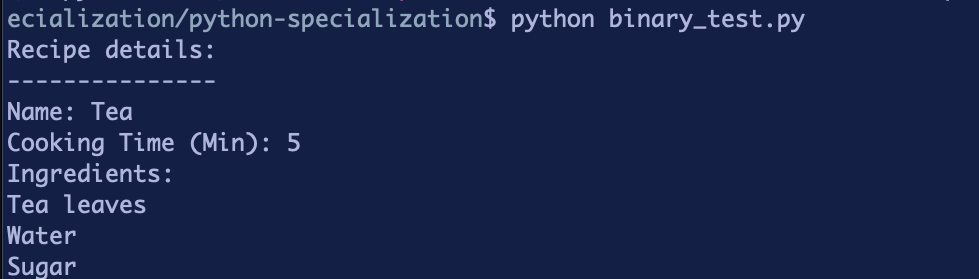 ecialization/python-specialization$ python binary_test.py
Recipe details:
---------------
Name: Tea
Cooking Time (Min): 5
Ingredients:
Tea leaves
Water
Sugar